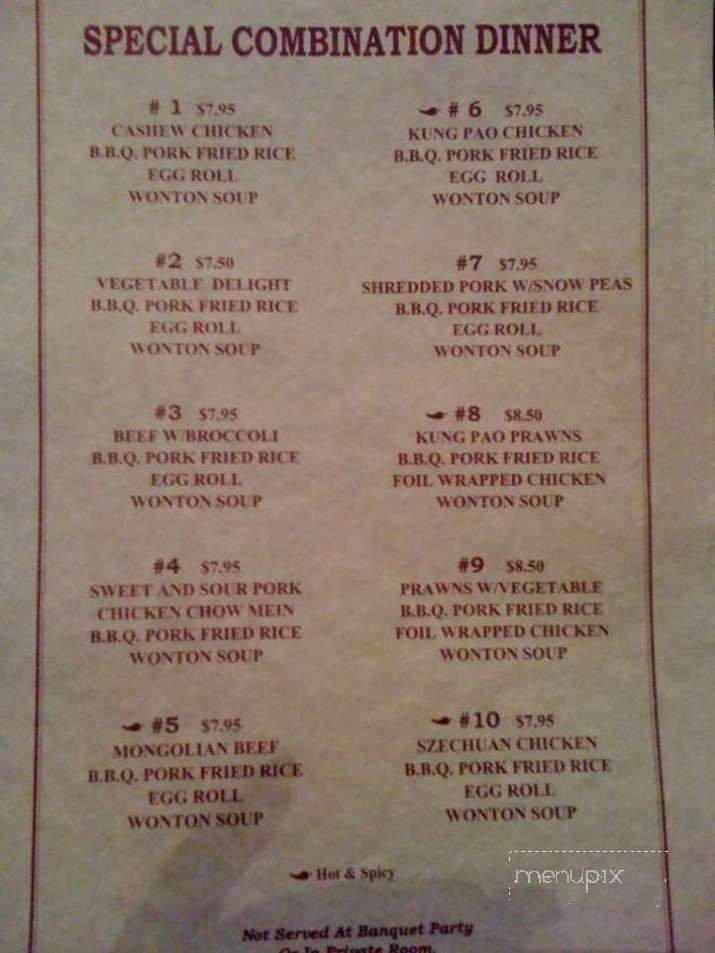 SPECIAL COMBINATION DINNER
# 1 $7.95
CASHEW CHICKEN
B.B.Q. PORK FRIED RICE
EGG ROLL
WONTON SOUP
#2 $7.50
VEGETABLE DELIGHT
B.B.Q. PORK FRIED RICE
EGG ROLL
WONTON SOUP
#3 $7.95
BEEF W/BROCCOLI
B.B.Q. PORK FRIED RICE
EGG ROLL
WONTON SOUP
#4 $7.95
SWEET AND SOUR PORK
CHICKEN CHOW MEIN
B.B.Q. PORK FRIED RICE
WONTON SOUP
#5 $7.95
MONGOLIAN BEEF
B.B.Q. PORK FRIED RICE
EGG ROLL
WONTON SOUP
# 6 $7.95
KUNG PAO CHICKEN
B.B.Q. PORK FRIED RICE
EGG ROLL
WONTON SOUP
#7 $7.95
SHREDDED PORK W/SNOW PEAS
B.B.Q. PORK FRIED RICE
EGG ROLL
WONTON SOUP
#8 $8.50
KUNG PAO PRAWNS
B.B.Q. PORK FRIED RICE
FOIL WRAPPED CHICKEN
WONTON SOUP
#9 $8.50
PRAWNS W/VEGETABLE
B.B.Q. PORK FRIED RICE
FOIL WRAPPED CHICKEN
WONTON SOUP
#10 $7.95
SZECHUAN CHICKEN
B.B.Q. PORK FRIED RICE
EGG ROLL
WONTON SOUP
Hot & Spicy
menupix
Not Served At Banquet Party
Or In Private Room.